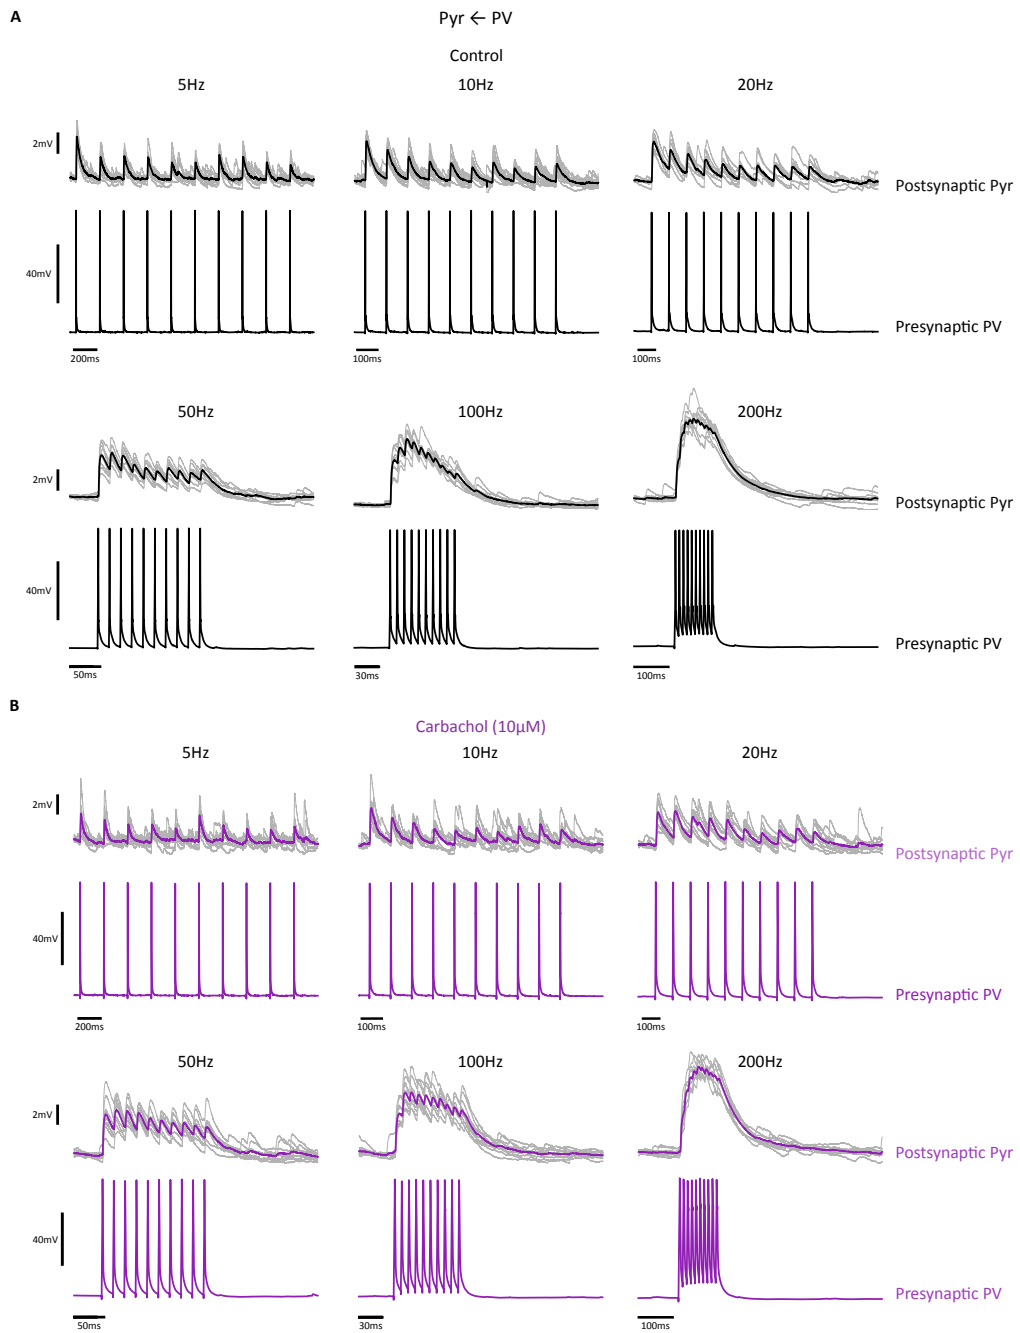 A
Pyr ← PV
Control
5Hz 10Hz 20Hz
2mV
Postsynaptic Pyr
40mV
Presynaptic PV
200ms 100ms 100ms
50Hz 100Hz 200Hz
2mV
Postsynaptic Pyr
40mV
Presynaptic PV
50ms 30ms 100ms
B
Carbachol (10μM)
5Hz 10Hz 20Hz
2mV
Postsynaptic Pyr
40mV
Presynaptic PV
200ms 100ms 100ms
50Hz 100Hz 200Hz
2mV
Postsynaptic Pyr
40mV
Presynaptic PV
50ms 30ms 100ms